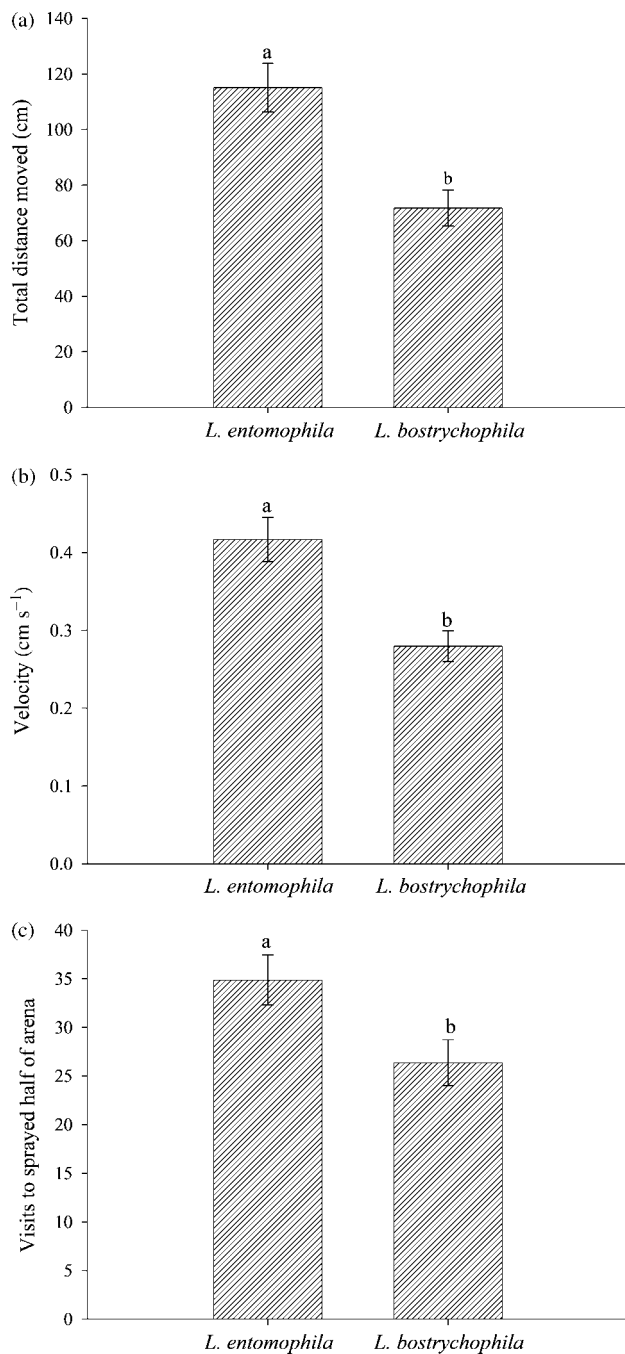 (a)
140
120
100
80
60
40
20
0
Total distance moved (cm)
a
b
L. entomophila L. bostrychophila
(b)
0.5
0.4
0.3
0.2
0.1
0.0
Velocity (cm s⁻¹)
a
b
L. entomophila L. bostrychophila
(c)
40
35
30
25
20
15
10
5
0
Visits to sprayed half of arena
a
b
L. entomophila L. bostrychophila